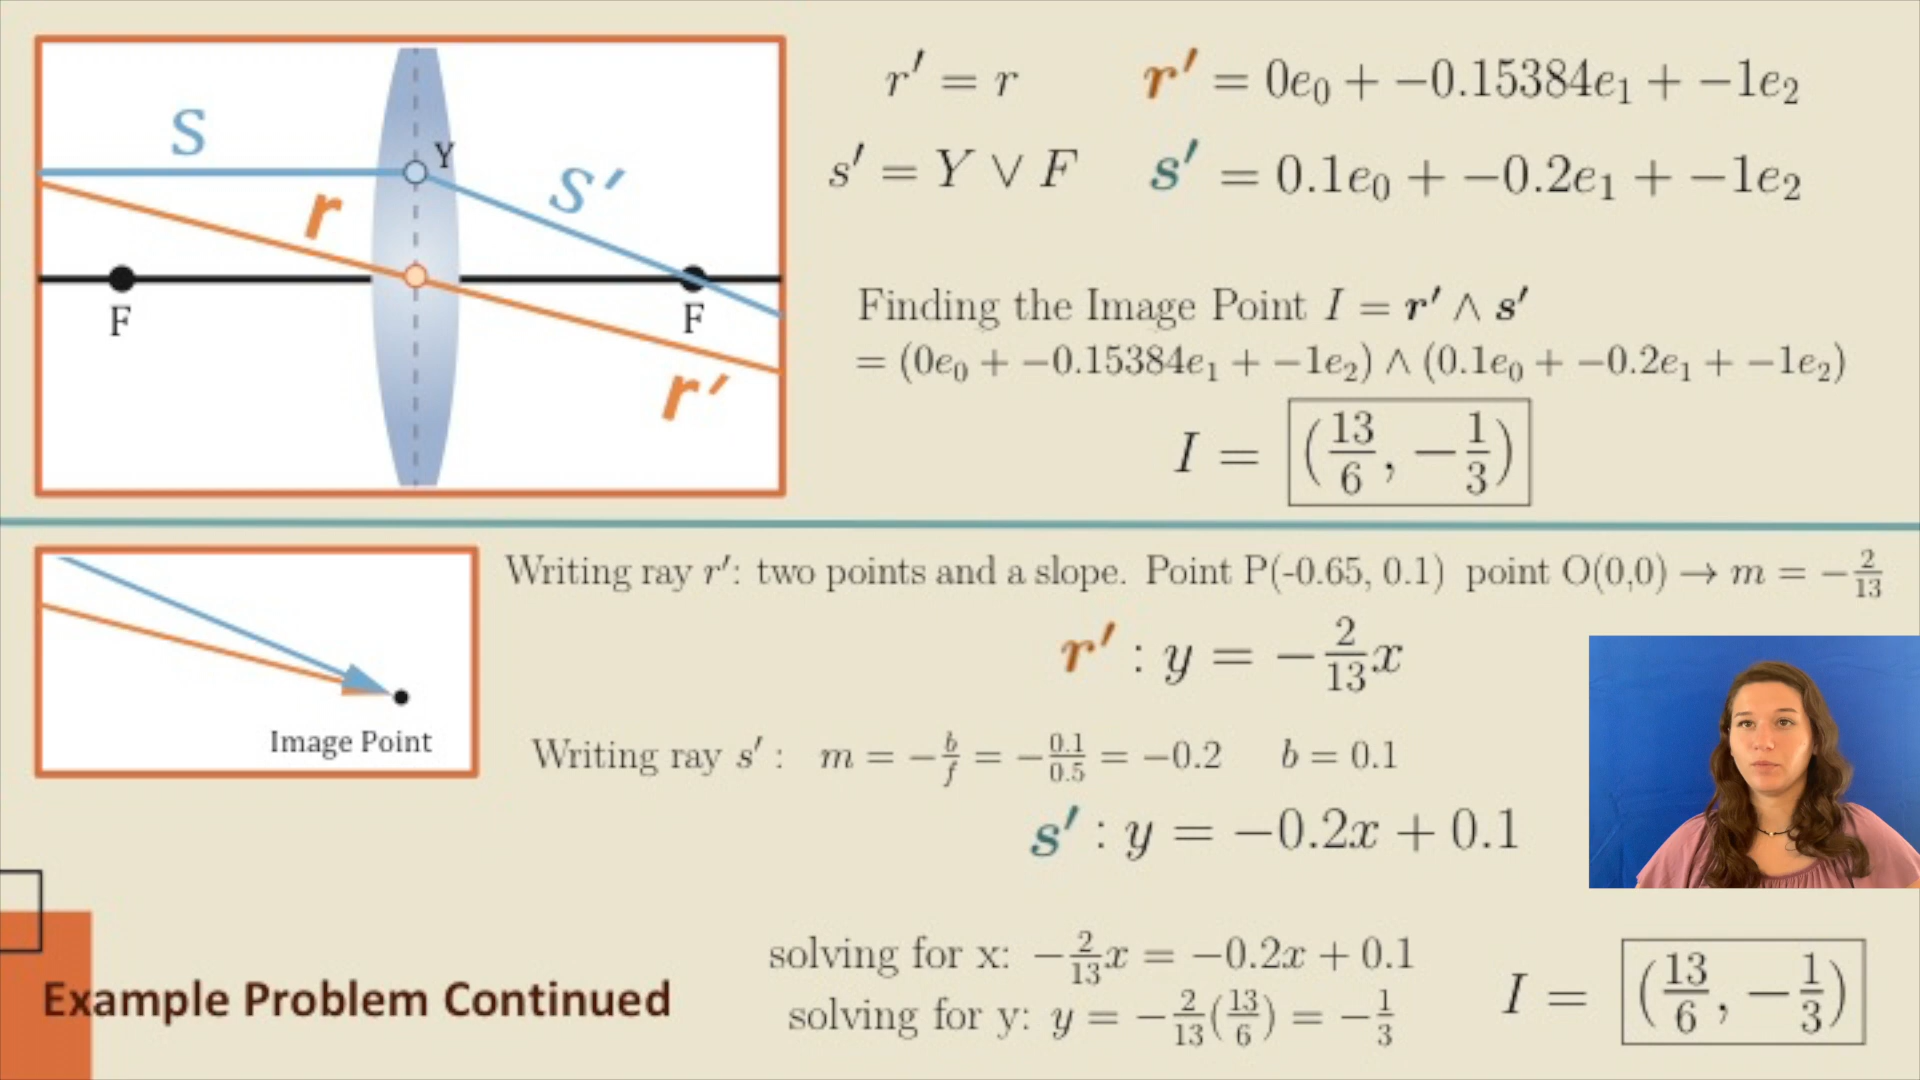 S
Y
S′
r
F
F
r′
r′ = r
r′ = 0e₀ + −0.15384e₁ + −1e₂
s′ = Y ∨ F
s′ = 0.1e₀ + −0.2e₁ + −1e₂
Finding the Image Point I = r′ ∧ s′
= (0e₀ + −0.15384e₁ + −1e₂) ∧ (0.1e₀ + −0.2e₁ + −1e₂)
I = (13/6, −1/3)
Image Point
Writing ray r′: two points and a slope. Point P(-0.65, 0.1) point O(0,0) → m = −2/13
r′ : y = −2/13x
Writing ray s′ : m = −b/f = −0.1/0.5 = −0.2 b = 0.1
s′ : y = −0.2x + 0.1
Example Problem Continued
solving for x: −2/13x = −0.2x + 0.1
solving for y: y = −2/13(13/6) = −1/3
I = (13/6, −1/3)